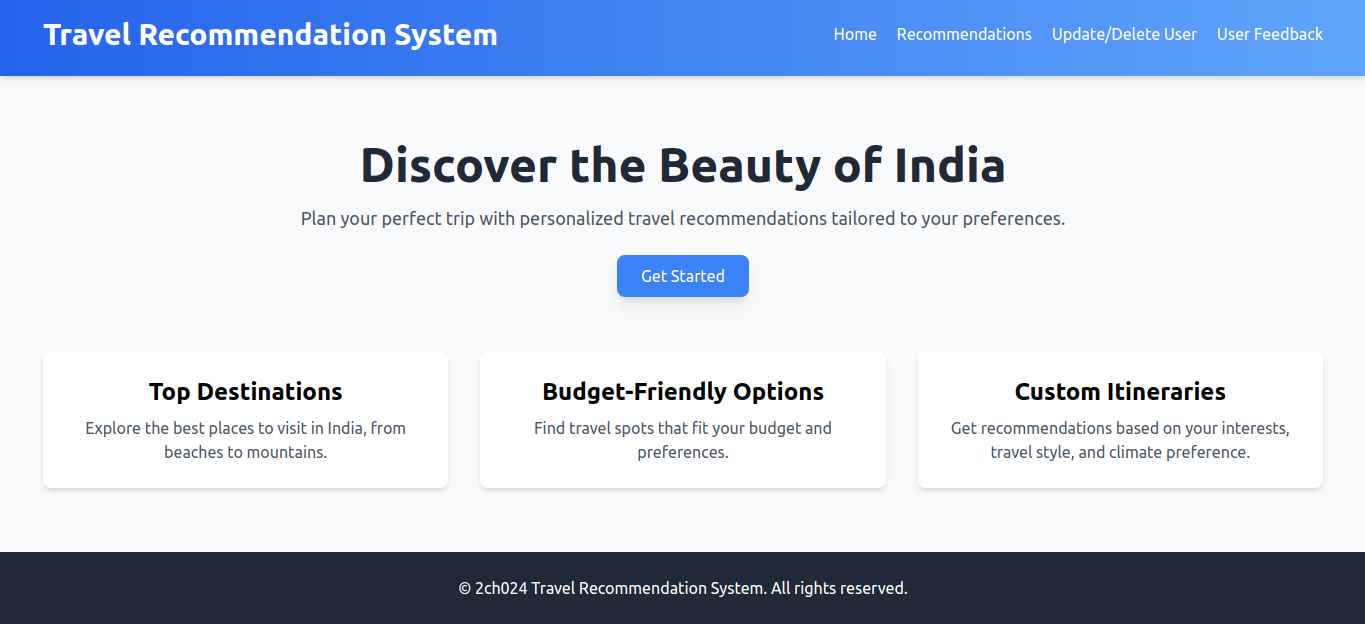 Travel Recommendation System
Home Recommendations Update/Delete User User Feedback
Discover the Beauty of India
Plan your perfect trip with personalized travel recommendations tailored to your preferences.
Get Started
Top Destinations
Explore the best places to visit in India, from
beaches to mountains.
Budget-Friendly Options
Find travel spots that fit your budget and
preferences.
Custom Itineraries
Get recommendations based on your interests,
travel style, and climate preference.
© 2ch024 Travel Recommendation System. All rights reserved.